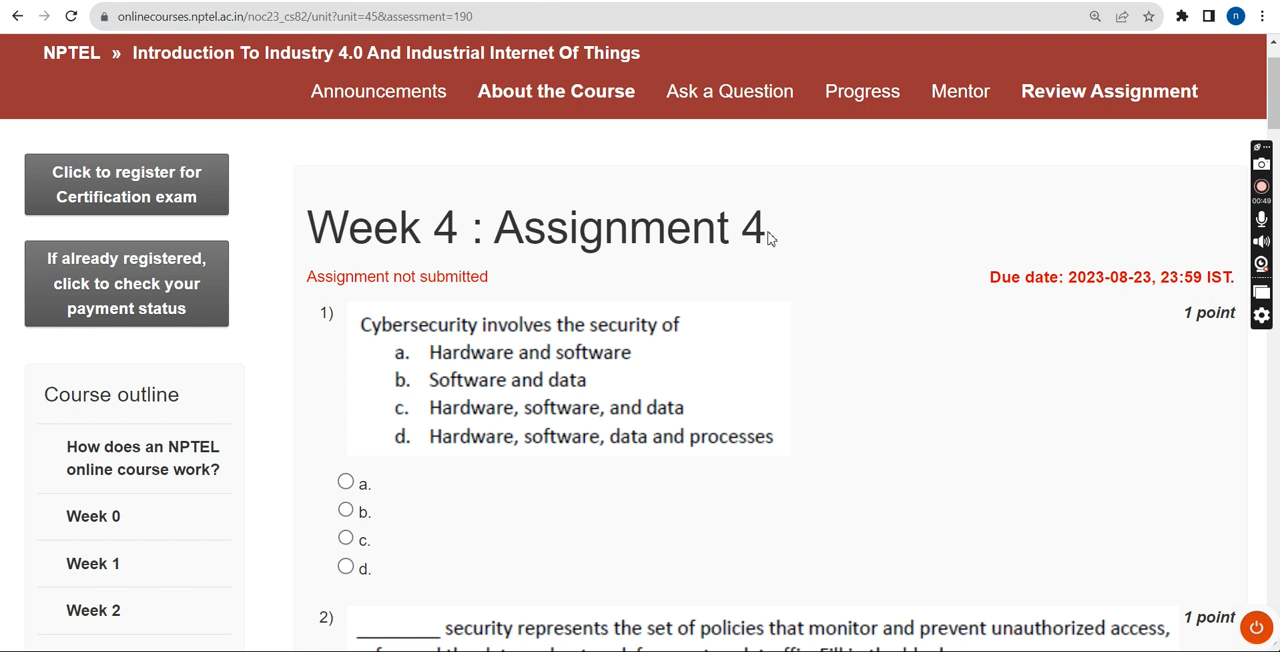 onlinecourses.nptel.ac.in/noc23_cs82/unit?unit=45&assessment=190
n
NPTEL » Introduction To Industry 4.0 And Industrial Internet Of Things
Announcements About the Course Ask a Question Progress Mentor Review Assignment
Click to register for
Certification exam
If already registered,
click to check your
payment status
Course outline
How does an NPTEL
online course work?
Week 0
Week 1
Week 2
Week 4 : Assignment 4
Assignment not submitted
Due date: 2023-08-23, 23:59 IST.
1) 1 point
Cybersecurity involves the security of
a. Hardware and software
b. Software and data
c. Hardware, software, and data
d. Hardware, software, data and processes
a.
b.
c.
d.
2) 1 point
________ security represents the set of policies that monitor and prevent unauthorized access,
00:49